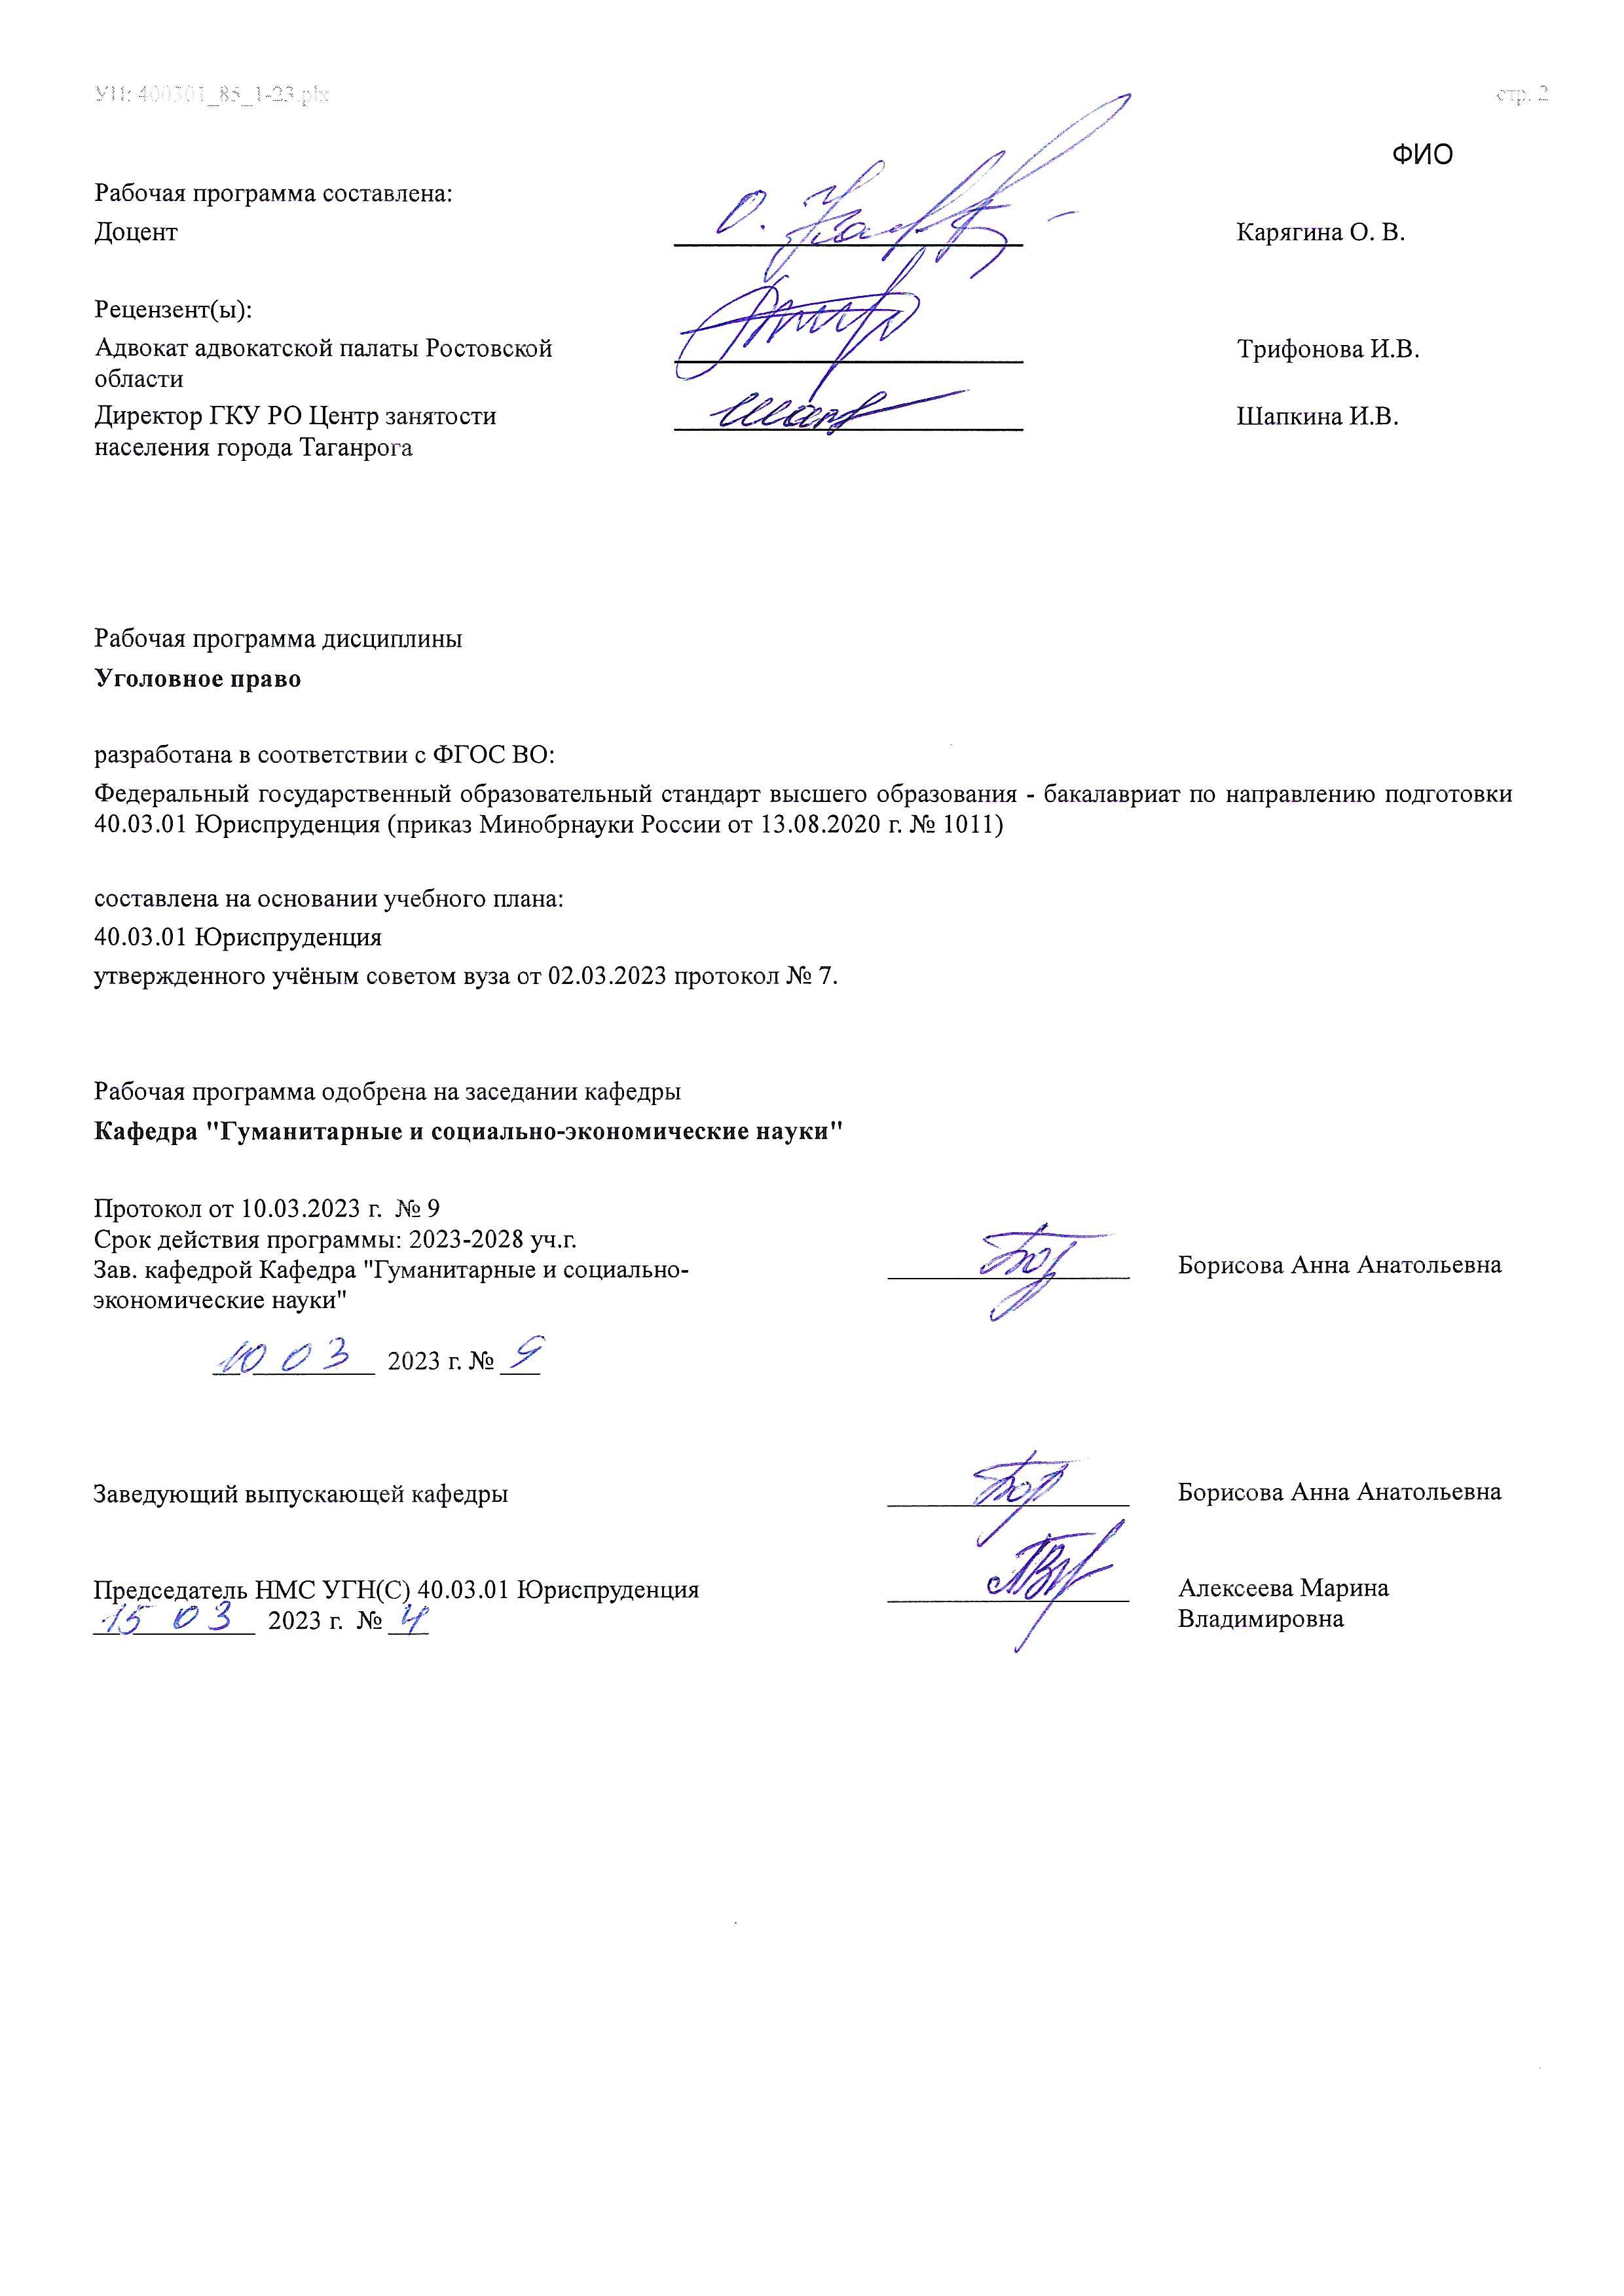 УП: 400301_85_1-23.plx
стр. 2
ФИО
Рабочая программа составлена:
Доцент
Карягина О. В.
Рецензент(ы):
Адвокат адвокатской палаты Ростовской
области
Трифонова И.В.
Директор ГКУ РО Центр занятости
населения города Таганрога
Шапкина И.В.
Рабочая программа дисциплины
Уголовное право
разработана в соответствии с ФГОС ВО:
Федеральный государственный образовательный стандарт высшего образования - бакалавриат по направлению подготовки
40.03.01 Юриспруденция (приказ Минобрнауки России от 13.08.2020 г. № 1011)
составлена на основании учебного плана:
40.03.01 Юриспруденция
утвержденного учёным советом вуза от 02.03.2023 протокол № 7.
Рабочая программа одобрена на заседании кафедры
Кафедра "Гуманитарные и социально-экономические науки"
Протокол от 10.03.2023 г. № 9
Срок действия программы: 2023-2028 уч.г.
Зав. кафедрой Кафедра "Гуманитарные и социально-
экономические науки"
Борисова Анна Анатольевна
10 03 2023 г. № 9
Заведующий выпускающей кафедры
Борисова Анна Анатольевна
Председатель НМС УГН(С) 40.03.01 Юриспруденция
Алексеева Марина
Владимировна
15 03 2023 г. № 4